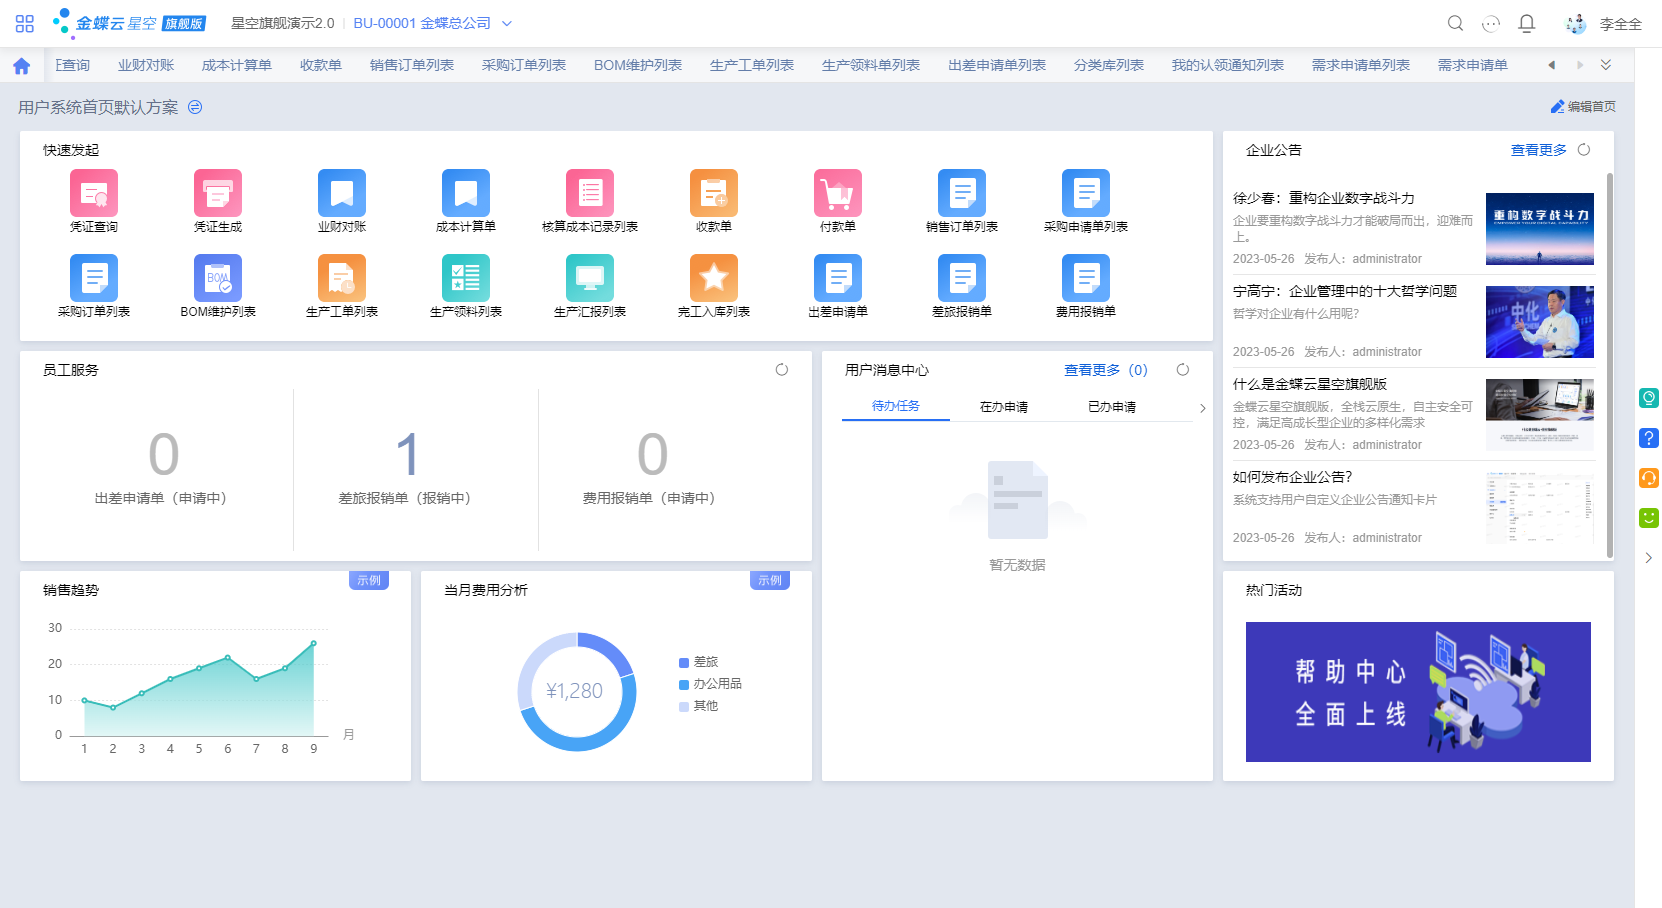 金蝶云 星空 旗舰版 星空旗舰演示2.0 BU-00001 金蝶总公司 李全全
查询 业财对账 成本计算单 收款单 销售订单列表 采购订单列表 BOM维护列表 生产工单列表 生产领料单列表 出差申请单列表 分类库列表 我的认领通知列表 需求申请单列表 需求申请单
用户系统首页默认方案 编辑首页
快速发起
凭证查询 凭证生成 业财对账 成本计算单 核算成本记录列表 收款单 付款单 销售订单列表 采购申请单列表
BOM
采购订单列表 BOM维护列表 生产工单列表 生产领料列表 生产汇报列表 完工入库列表 出差申请单 差旅报销单 费用报销单
企业公告 查看更多
徐少春：重构企业数字战斗力
企业要重构数字战斗力才能破局而出，迎难而
上。
2023-05-26 发布人：administrator
重构数字战斗力
宁高宁：企业管理中的十大哲学问题
哲学对企业有什么用呢?
2023-05-26 发布人：administrator
中化
什么是金蝶云星空旗舰版
金蝶云星空旗舰版，全栈云原生，自主安全可
控，满足高成长型企业的多样化需求
2023-05-26 发布人：administrator
如何发布企业公告?
系统支持用户自定义企业公告通知卡片
2023-05-26 发布人：administrator
员工服务
0 1 0
出差申请单（申请中） 差旅报销单（报销中） 费用报销单（申请中）
用户消息中心 查看更多（0）
待办任务 在办申请 已办申请
暂无数据
销售趋势 示例
30
20
10
0
1 2 3 4 5 6 7 8 9
月
当月费用分析 示例
¥1,280
差旅
办公用品
其他
热门活动
帮助中心
全面上线